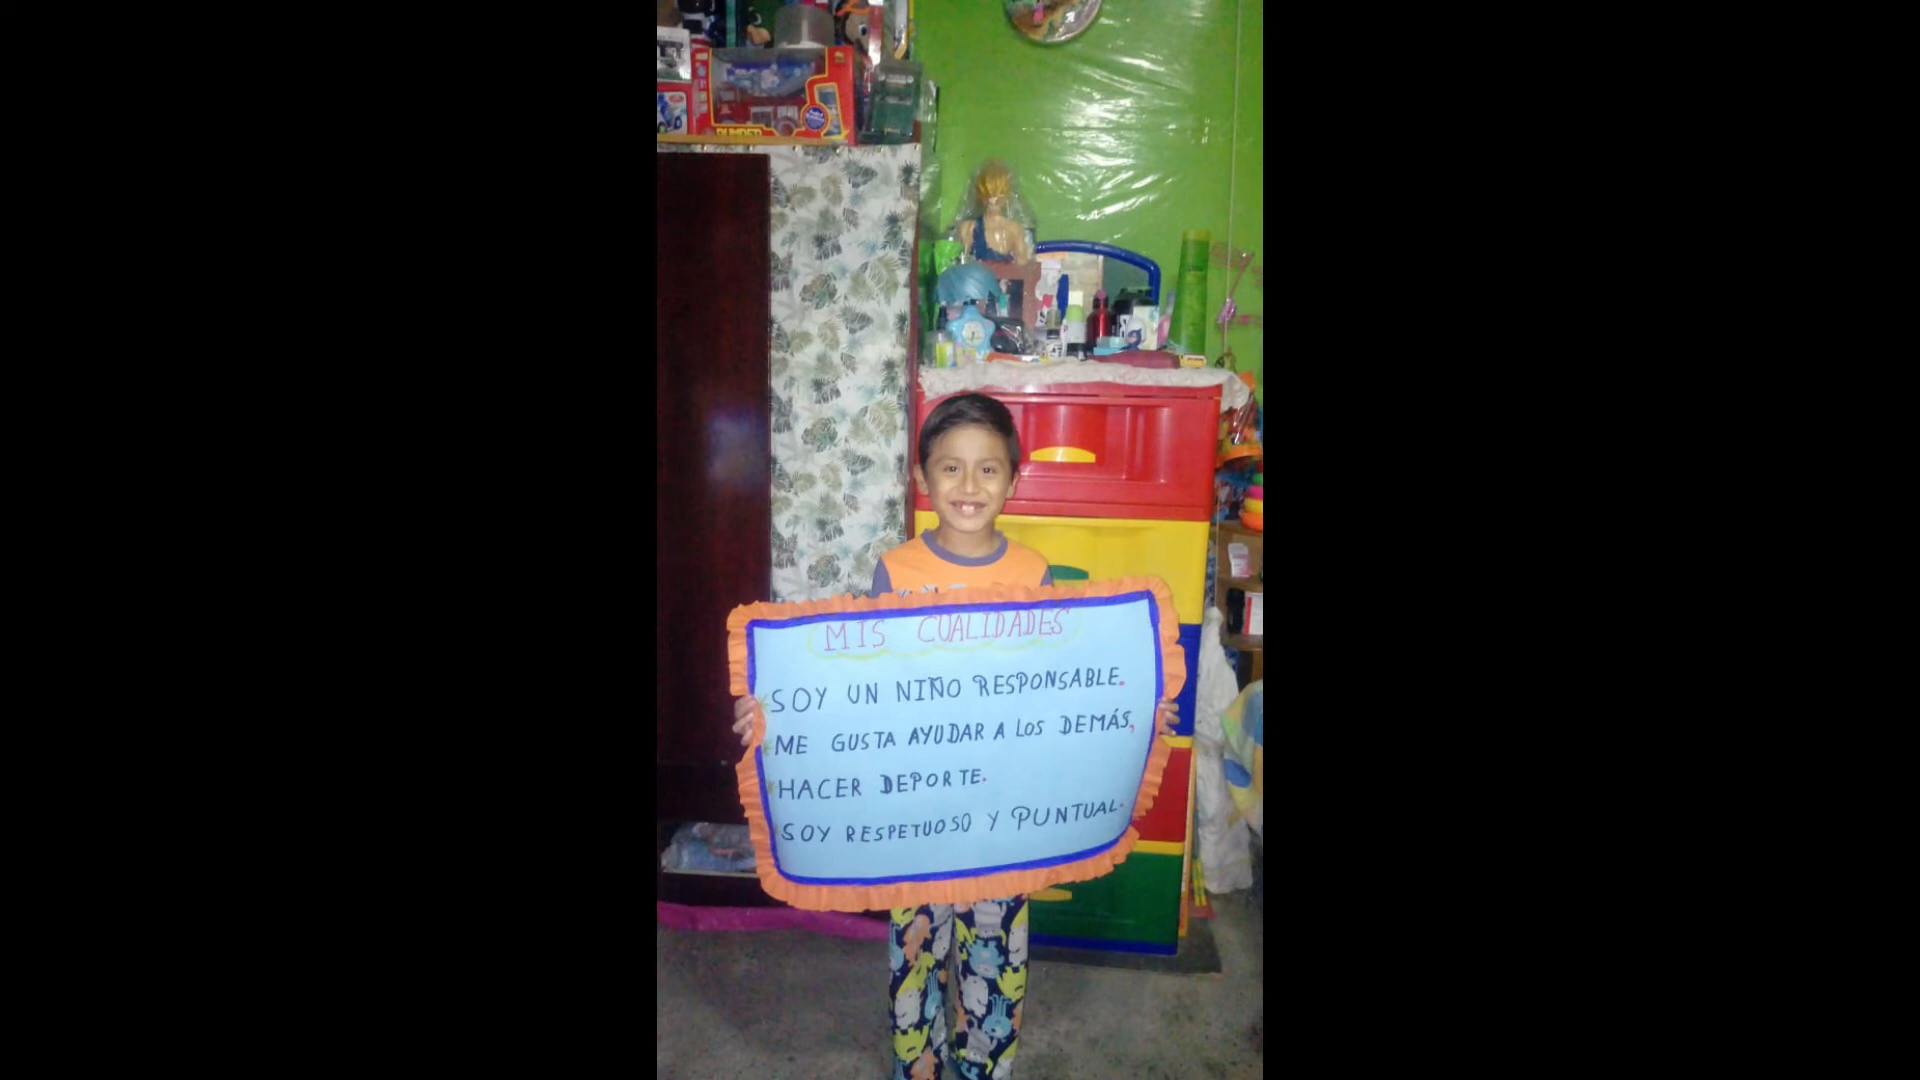 MIS CUALIDADES
*SOY UN NIÑO RESPONSABLE.
*ME GUSTA AYUDAR A LOS DEMÁS,
*HACER DEPORTE.
*SOY RESPETUOSO Y PUNTUAL.